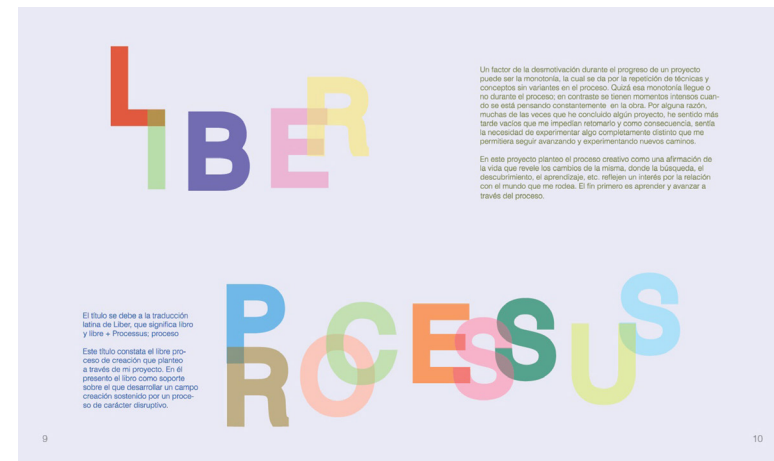 LIBER
Un factor de la desmotivación durante el progreso de un proyecto
puede ser la monotonía, la cual se da por la repetición de técnicas y
conceptos sin variantes en el proceso. Quizá esa monotonía llegue o
no durante el proceso; en contraste se tienen momentos intensos cuan-
do se está pensando constantemente en la obra. Por alguna razón,
muchas de las veces que he concluido algún proyecto, he sentido más
tarde vacíos que me impedían retomarlo y como consecuencia, sentía
la necesidad de experimentar algo completamente distinto que me
permitiera seguir avanzando y experimentando nuevos caminos.
En este proyecto planteo el proceso creativo como una afirmación de
la vida que revele los cambios de la misma, donde la búsqueda, el
descubrimiento, el aprendizaje, etc. reflejen un interés por la relación
con el mundo que me rodea. El fin primero es aprender y avanzar a
través del proceso.
PROCESSUS
El título se debe a la traducción
latina de Liber, que significa libro
y libre + Processus; proceso
Este título constata el libre pro-
ceso de creación que planteo
a través de mi proyecto. En él
presento el libro como soporte
sobre el que desarrollar un campo
creación sostenido por un proce-
so de carácter disruptivo.
9
10